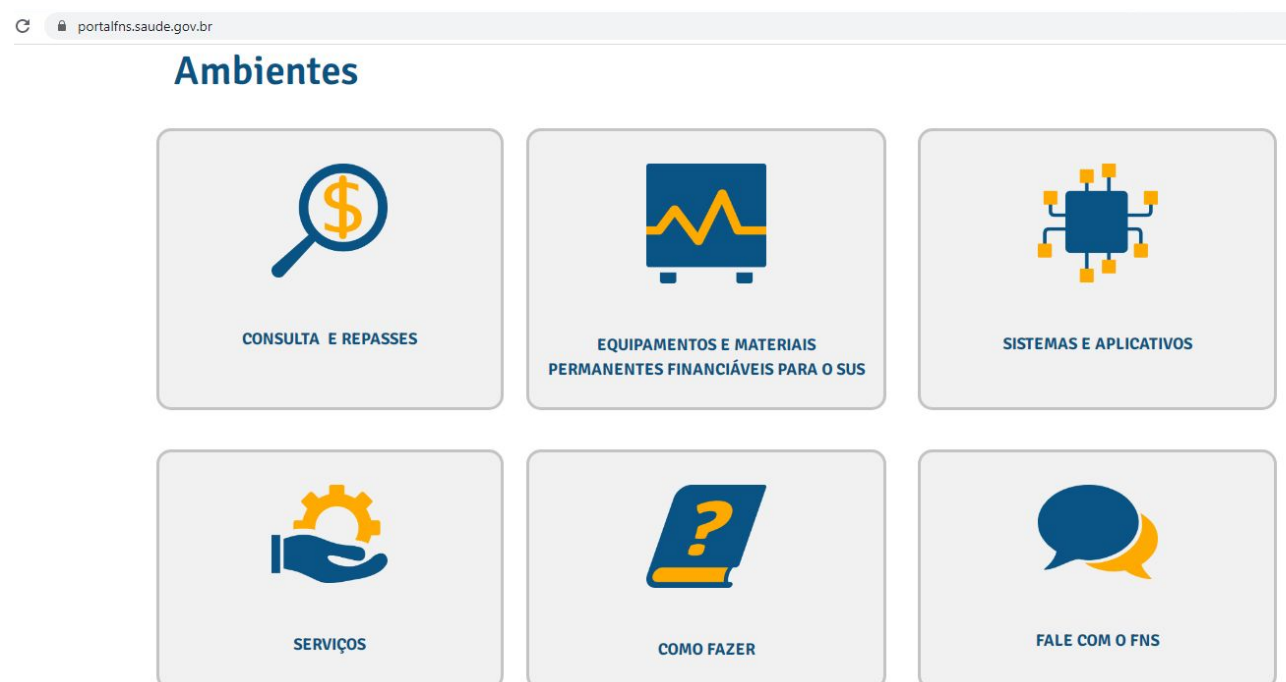 portalfns.saude.gov.br
Ambientes
$
CONSULTA E REPASSES
EQUIPAMENTOS E MATERIAIS
PERMANENTES FINANCIÁVEIS PARA O SUS
SISTEMAS E APLICATIVOS
SERVIÇOS
?
COMO FAZER
FALE COM O FNS